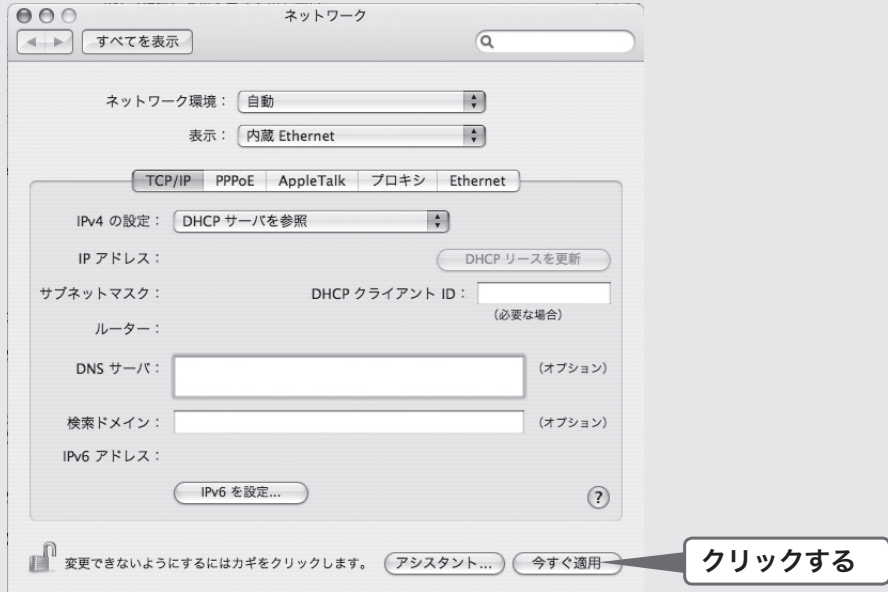 ネットワーク
すべてを表示
ネットワーク環境： 自動
表示： 内蔵 Ethernet
TCP/IP PPPoE AppleTalk プロキシ Ethernet
IPv4 の設定： DHCP サーバを参照
IP アドレス： DHCP リースを更新
サブネットマスク： DHCP クライアント ID：
（必要な場合）
ルーター：
DNS サーバ： （オプション）
検索ドメイン： （オプション）
IPv6 アドレス：
IPv6 を設定... ?
変更できないようにするにはカギをクリックします。 アシスタント... 今すぐ適用 クリックする